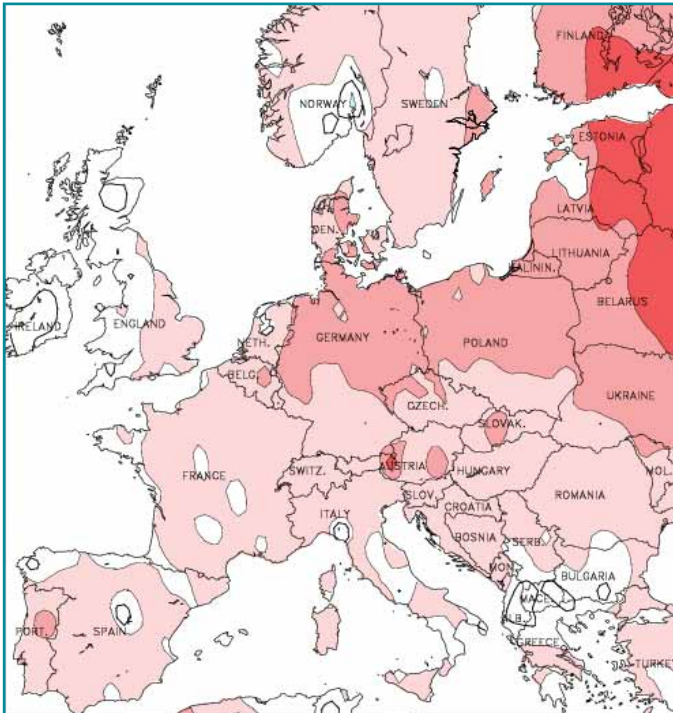 FINLAND
NORWAY
SWEDEN
ESTONIA
LATVIA
DEN.
LITHUANIA
KALININ.
BELARUS
IRELAND
ENGLAND
NETH.
GERMANY
POLAND
BELG.
UKRAINE
CZECH.
SLOVAK.
FRANCE
SWITZ.
AUSTRIA
HUNGARY
MOL.
SLOV.
ROMANIA
CROATIA
ITALY
BOSNIA
SERB.
MON.
BULGARIA
MACE.
ALB.
PORT.
SPAIN
GREECE
TURKEY